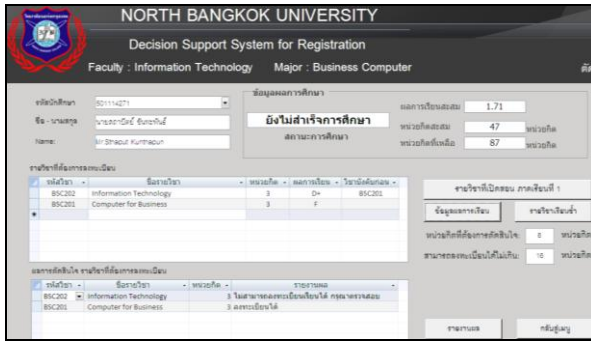 NORTH BANGKOK UNIVERSITY
Decision Support System for Registration
Faculty : Information Technology Major : Business Computer
ข้อมูลผลการศึกษา
รหัสนักศึกษา 501114271
ยังไม่สำเร็จการศึกษา
ผลการเรียนสะสม 1.71
ชื่อ - นามสกุล
สถานะการศึกษา
หน่วยกิตสะสม 47 หน่วยกิต
Name: Mr Sitraput Kunthapun
หน่วยกิตที่เหลือ 87 หน่วยกิต
รายวิชาที่ต้องการลงทะเบียน
รหัสวิชา ชื่อรายวิชา หน่วยกิต ผลการเรียน วิชาบังคับก่อน
BSC202 Information Technology 3 D+ BSC201
BSC201 Computer for Business 3 F
รายวิชาที่เปิดสอน ภาคเรียนที่ 1
ข้อมูลผลการเรียน รายวิชาเรียนซ้ำ
หน่วยกิตที่ต้องการตัดสินใจ: 6 หน่วยกิต
สามารถลงทะเบียนได้ไม่เกิน: 16 หน่วยกิต
ผลการตัดสินใจ รายวิชาที่ต้องการลงทะเบียน
รหัสวิชา ชื่อรายวิชา หน่วยกิต รายงานผล
BSC202 Information Technology 3 ไม่สามารถลงทะเบียนเรียนได้ กรุณาตรวจสอบ
BSC201 Computer for Business 3 ลงทะเบียนได้
รายงานผล กลับสู่เมนู